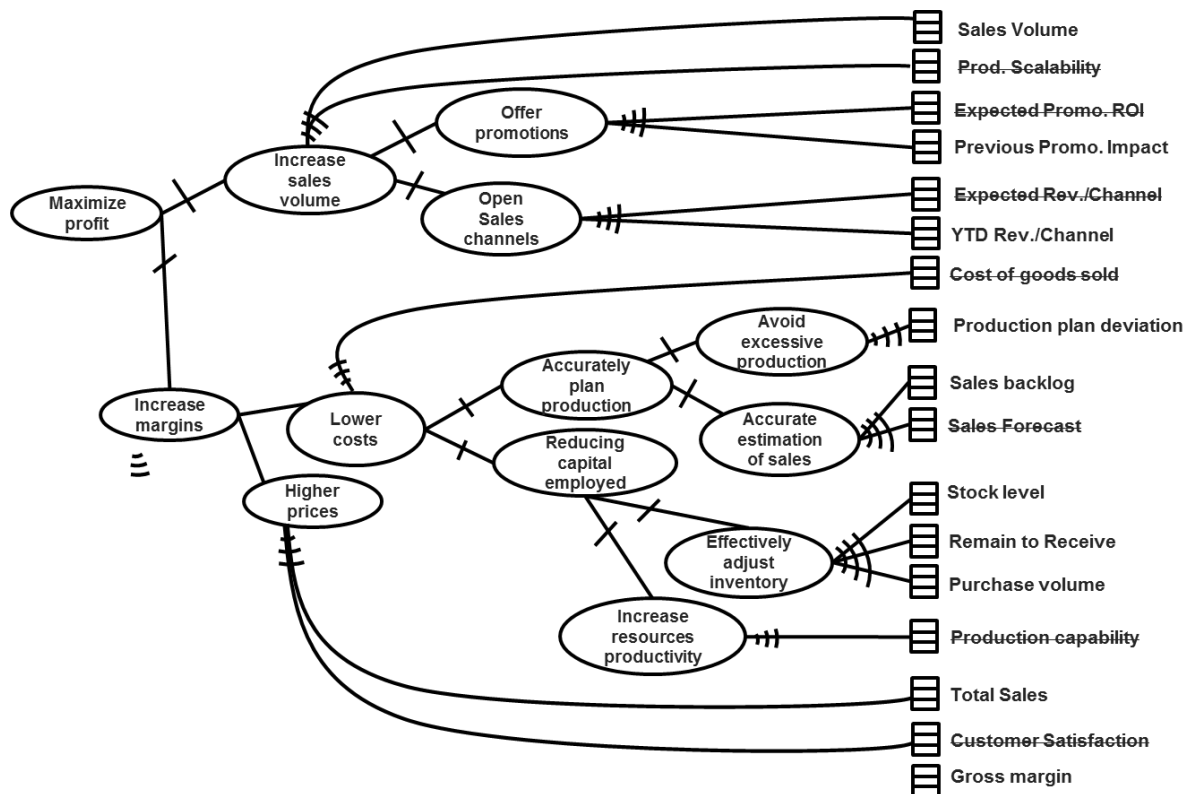 Sales Volume
Prod. Scalability
Expected Promo. ROI
Previous Promo. Impact
Expected Rev./Channel
YTD Rev./Channel
Cost of goods sold
Production plan deviation
Sales backlog
Sales Forecast
Stock level
Remain to Receive
Purchase volume
Production capability
Total Sales
Customer Satisfaction
Gross margin
Maximize
profit
Increase
sales
volume
Offer
promotions
Open
Sales
channels
Increase
margins
Lower
costs
Higher
prices
Accurately
plan
production
Reducing
capital
employed
Avoid
excessive
production
Accurate
estimation
of sales
Effectively
adjust
inventory
Increase
resources
productivity